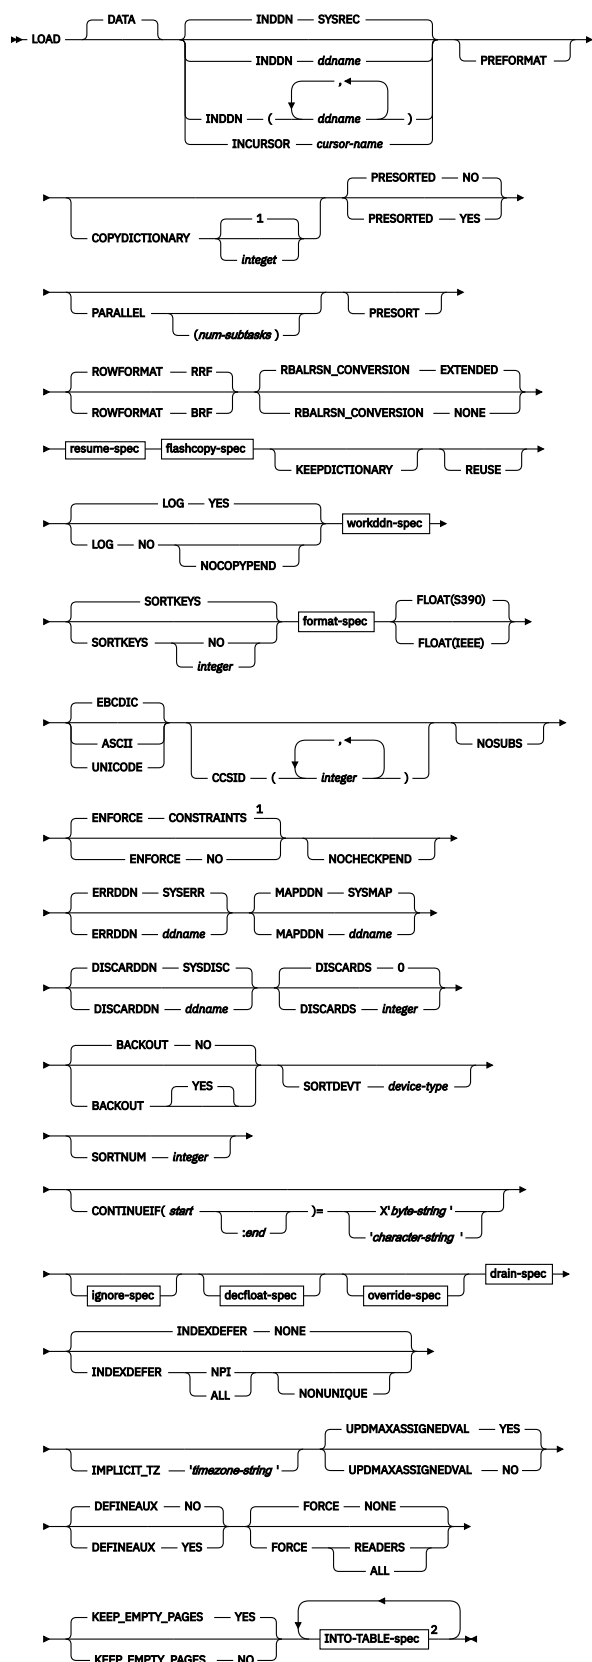 DATA
INDDN SYSREC
LOAD
INDDN ddname
PREFORMAT
,
INDDN ( ddname )
INCURSOR cursor-name
PRESORTED NO
1
PRESORTED YES
COPYDICTIONARY
integet
PARALLEL
PRESORT
(num-subtasks )
ROWFORMAT RRF
RBALRSN_CONVERSION EXTENDED
ROWFORMAT BRF
RBALRSN_CONVERSION NONE
resume-spec
flashcopy-spec
KEEPDICTIONARY
REUSE
LOG YES
workddn-spec
LOG NO
NOCOPYPEND
SORTKEYS
FLOAT(S390)
format-spec
SORTKEYS NO
FLOAT(IEEE)
integer
EBCDIC
ASCII
NOSUBS
UNICODE
,
CCSID ( integer )
ENFORCE CONSTRAINTS 1
ENFORCE NO
NOCHECKPEND
ERRDDN SYSERR
MAPDDN SYSMAP
ERRDDN ddname
MAPDDN ddname
DISCARDDN SYSDISC
DISCARDS 0
DISCARDDN ddname
DISCARDS integer
BACKOUT NO
YES
SORTDEVT device-type
BACKOUT
SORTNUM integer
CONTINUEIF( start )= X'byte-string '
:end
'character-string '
drain-spec
ignore-spec
decfloat-spec
override-spec
INDEXDEFER NONE
INDEXDEFER NPI
ALL
NONUNIQUE
UPDMAXASSIGNEDVAL YES
IMPLICIT_TZ 'timezone-string '
UPDMAXASSIGNEDVAL NO
DEFINEAUX NO
FORCE NONE
DEFINEAUX YES
FORCE READERS
ALL
KEEP_EMPTY_PAGES YES
INTO-TABLE-spec 2
KEEP_EMPTY_PAGES NO